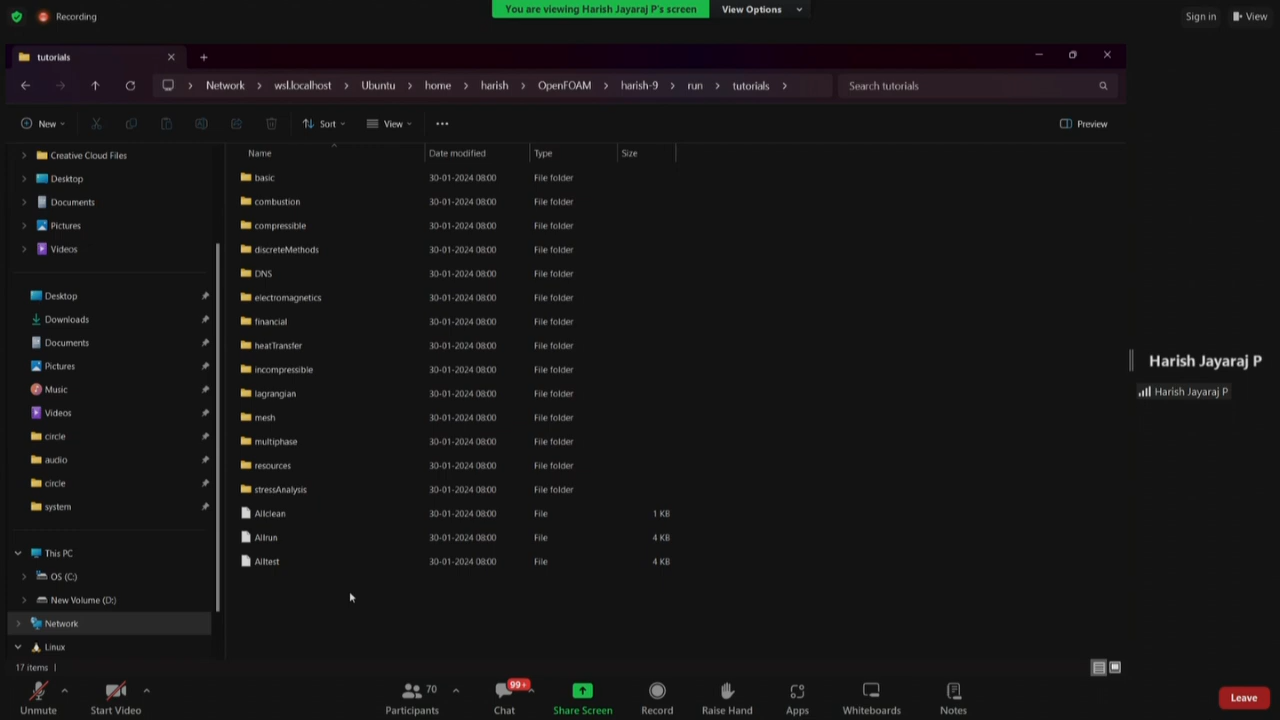 Recording
You are viewing Harish Jayaraj P's screen
View Options
Sign in
View
tutorials
Network > wsl.localhost > Ubuntu > home > harish > OpenFOAM > harish-9 > run > tutorials >
Search tutorials
New
Sort
View
Preview
Creative Cloud Files
Desktop
Documents
Pictures
Videos
Desktop
Downloads
Documents
Pictures
Music
Videos
circle
audio
circle
system
This PC
OS (C:)
New Volume (D:)
Network
Linux
Name Date modified Type Size
basic 30-01-2024 08:00 File folder
combustion 30-01-2024 08:00 File folder
compressible 30-01-2024 08:00 File folder
discreteMethods 30-01-2024 08:00 File folder
DNS 30-01-2024 08:00 File folder
electromagnetics 30-01-2024 08:00 File folder
financial 30-01-2024 08:00 File folder
heatTransfer 30-01-2024 08:00 File folder
incompressible 30-01-2024 08:00 File folder
lagrangian 30-01-2024 08:00 File folder
mesh 30-01-2024 08:00 File folder
multiphase 30-01-2024 08:00 File folder
resources 30-01-2024 08:00 File folder
stressAnalysis 30-01-2024 08:00 File folder
Allclean 30-01-2024 08:00 File 1 KB
Allrun 30-01-2024 08:00 File 4 KB
Alltest 30-01-2024 08:00 File 4 KB
17 items
Harish Jayaraj P
Harish Jayaraj P
Unmute
Start Video
70
Participants
99+
Chat
Share Screen
Record
Raise Hand
Apps
Whiteboards
Notes
Leave